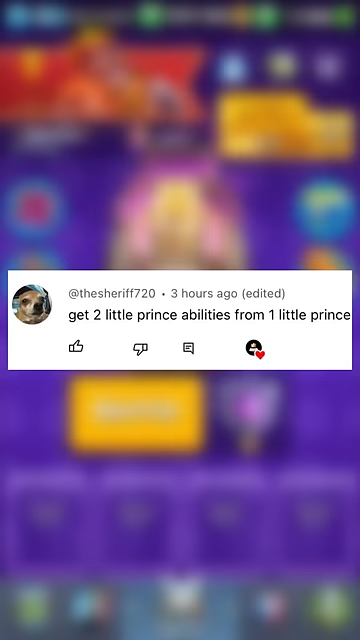 @thesheriff720 • 3 hours ago (edited)
get 2 little prince abilities from 1 little prince